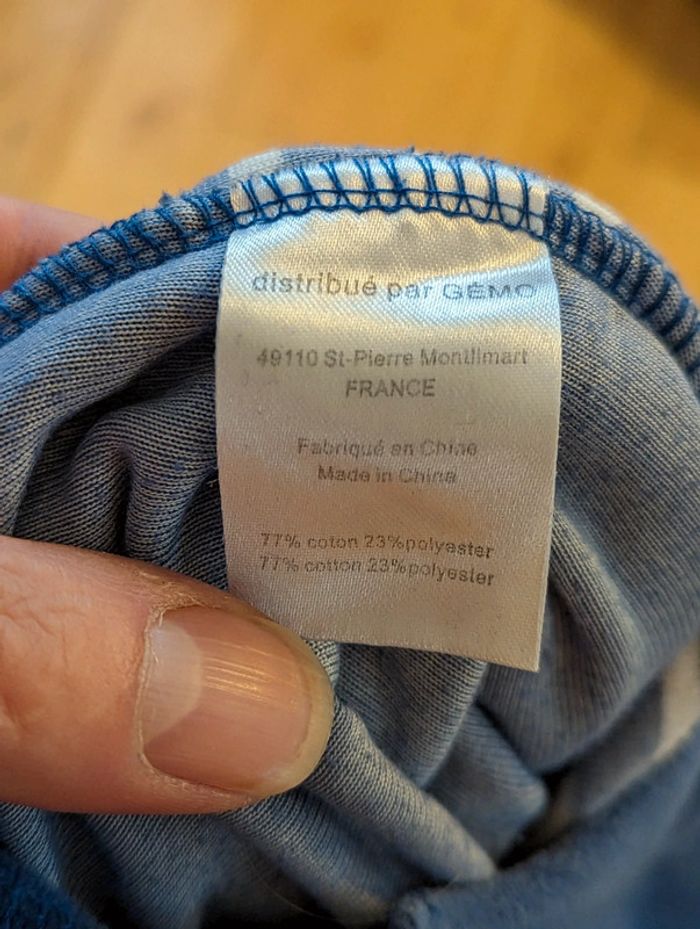 distribué par GÉMO
49110 St-Pierre Montlimart
FRANCE
Fabriqué en Chine
Made in China
77% coton 23%polyester
77% cotton 23%polyester